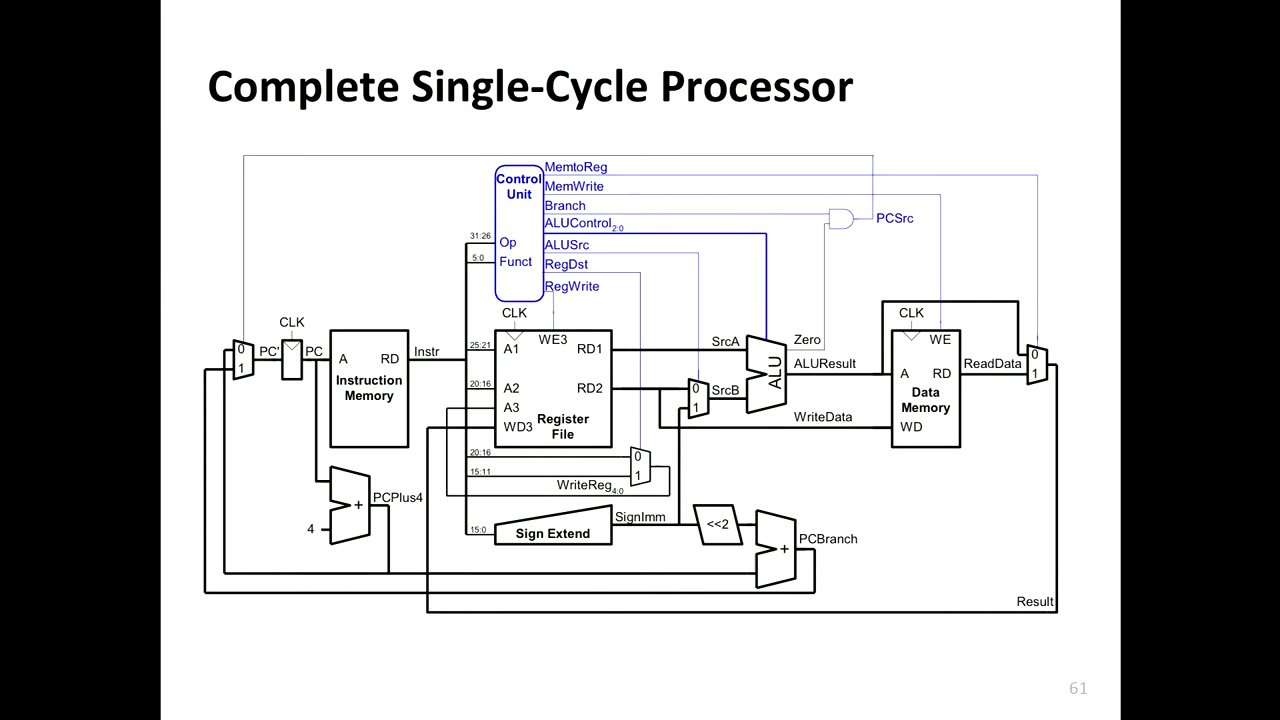 Complete Single-Cycle Processor
MemtoReg
Control
Unit
MemWrite
Branch
PCSrc
ALUControl2:0
31:26
Op
ALUSrc
5:0
Funct
RegDst
RegWrite
CLK
CLK
CLK
0
1
PC'
PC
A
RD
Instruction
Memory
Instr
25:21
A1
WE3
RD1
SrcA
Zero
ALU
ALUResult
WE
A
RD
ReadData
0
1
20:16
A2
RD2
0
1
SrcB
Data
Memory
A3
WD3
Register
File
WriteData
WD
20:16
0
15:11
1
WriteReg4:0
PCPlus4
+
4
SignImm
15:0
Sign Extend
<<2
+
PCBranch
Result
61